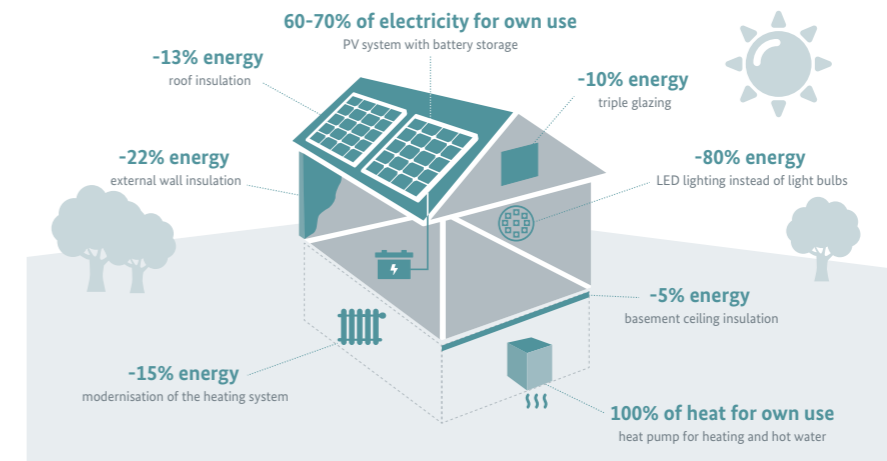 60-70% of electricity for own use
PV system with battery storage
-13% energy
roof insulation
-10% energy
triple glazing
-22% energy
external wall insulation
-80% energy
LED lighting instead of light bulbs
-5% energy
basement ceiling insulation
-15% energy
modernisation of the heating system
100% of heat for own use
heat pump for heating and hot water